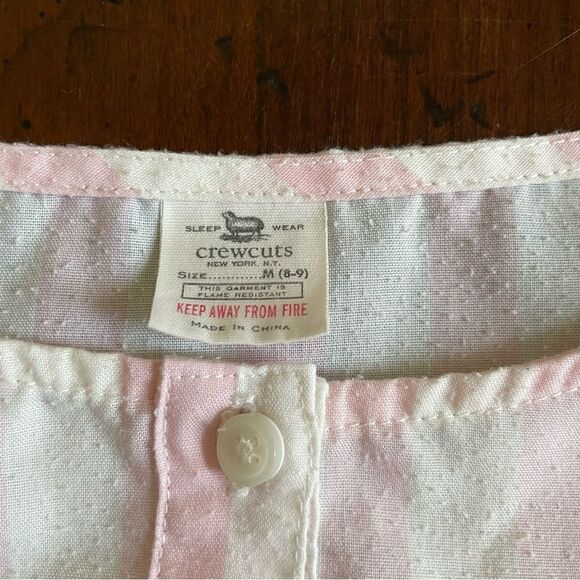 SLEEP WEAR
crewcuts
NEW YORK, N.Y.
SIZE............M (8-9)
THIS GARMENT IS
FLAME RESISTANT
KEEP AWAY FROM FIRE
MADE IN CHINA